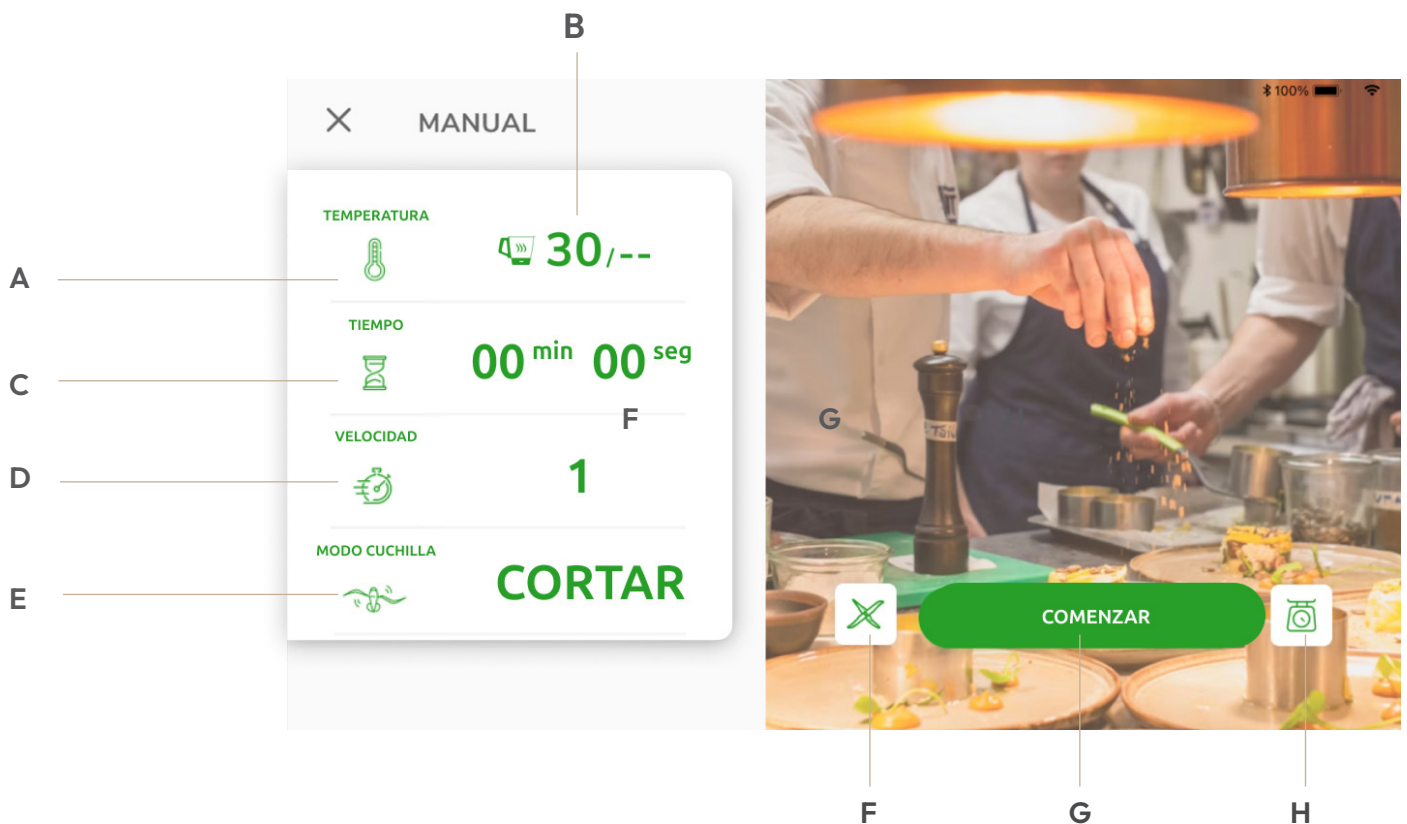 B
100%
MANUAL
TEMPERATURA
30/--
A
TIEMPO
00 min 00 seg
C
F
G
VELOCIDAD
1
D
MODO CUCHILLA
CORTAR
E
COMENZAR
F
G
H